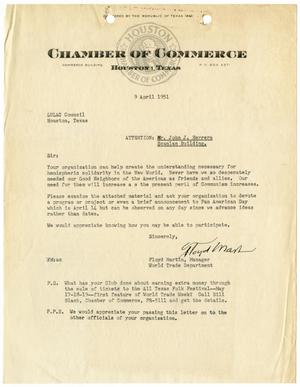 CHAMBER OF COMMERCE
COMMERCE BUILDING
HOUSTON, TEXAS
P. O. BOX
9 April 1951
LULAC Council
Houston, Texas
ATTENTION: Mr. John J. Herrera
Scanlan Building.
Sir:
Your organization can help create the understanding necessary for
hemispheric solidarity in the New World. Never have we so desperately
needed our Good Neighbors of the Americas as friends and allies. Our
need for them will increase as the present peril of Communism increases.
Please examine the attached material and ask your organization to devote
a program or project or even a brief announcement to Pan American Day
which is April 14 but can be observed on any day since we advance
ideas rather than dates.
We would appreciate knowing how you may be able to participate.
Sincerely,
Floyd Martin
Floyd Martin, Manager
World Trade Department
P.S. What has your Club done about earning extra money through
the sale of tickets to the All Texas Folk Festival--May
17-18-19--first feature of World Trade Week? Call Bill
Blach, Chamber of Commerce, and get the details.
P.P.S. We would appreciate your passing this letter on to the
other officials of your organization.